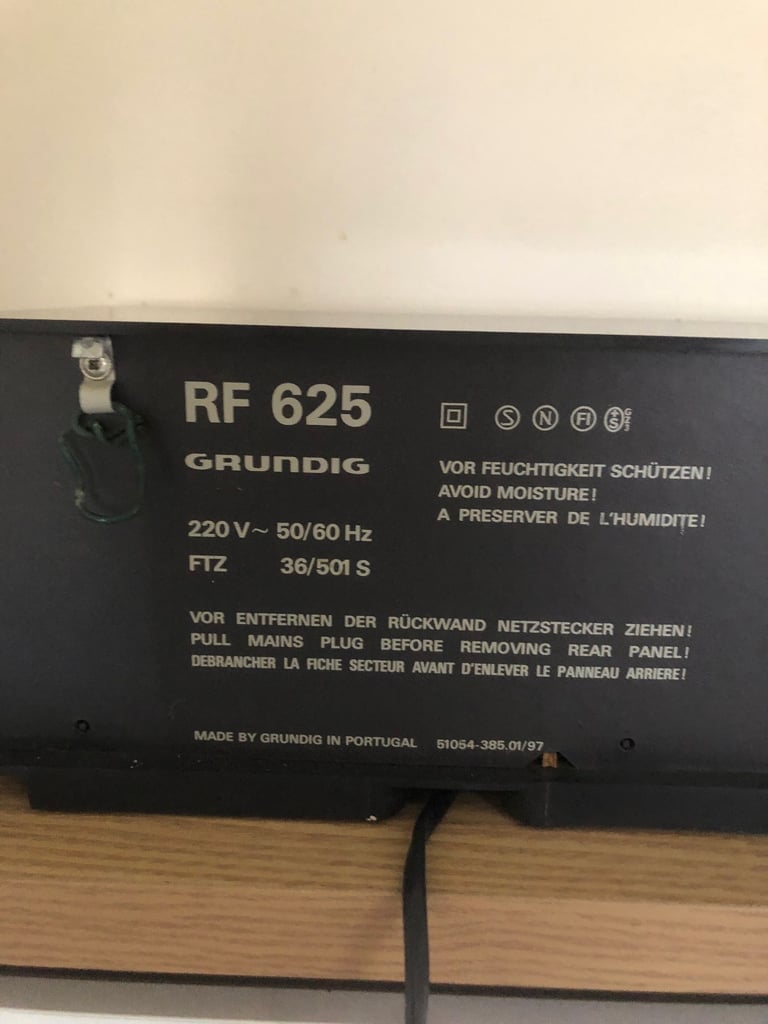 RF 625
GRUNDIG
220 V~ 50/60 Hz
FTZ 36/501 S
S N FI +S GZS
VOR FEUCHTIGKEIT SCHÜTZEN!
AVOID MOISTURE!
A PRESERVER DE L'HUMIDITE!
VOR ENTFERNEN DER RÜCKWAND NETZSTECKER ZIEHEN!
PULL MAINS PLUG BEFORE REMOVING REAR PANEL!
DEBRANCHER LA FICHE SECTEUR AVANT D'ENLEVER LE PANNEAU ARRIERE!
MADE BY GRUNDIG IN PORTUGAL 51054-385.01/97